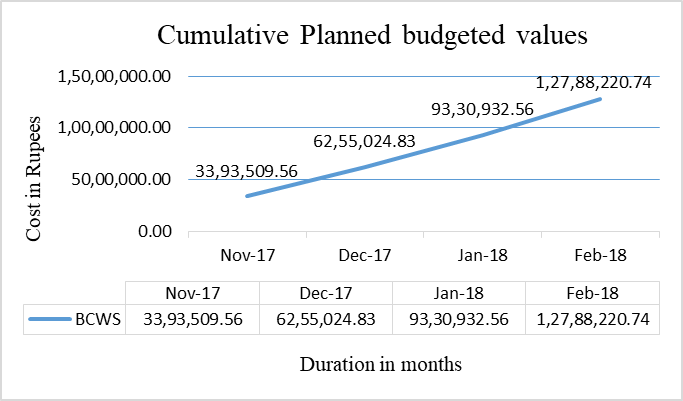 Cumulative Planned budgeted values
1,50,00,000.00
1,00,00,000.00
50,00,000.00
0.00
Cost in Rupees
33,93,509.56
62,55,024.83
93,30,932.56
1,27,88,220.74
Nov-17 Dec-17 Jan-18 Feb-18
Nov-17 Dec-17 Jan-18 Feb-18
BCWS 33,93,509.56 62,55,024.83 93,30,932.56 1,27,88,220.74
Duration in months